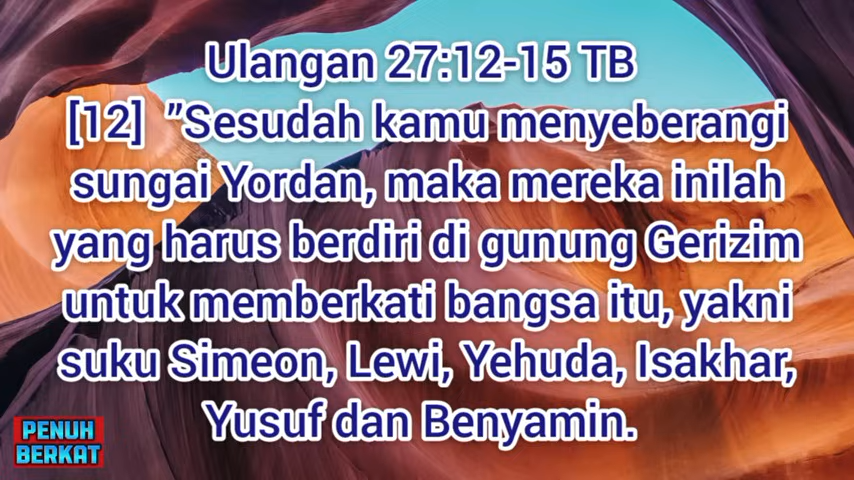 Ulangan 27:12-15 TB
[12] ”Sesudah kamu menyeberangi
sungai Yordan, maka mereka inilah
yang harus berdiri di gunung Gerizim
untuk memberkati bangsa itu, yakni
suku Simeon, Lewi, Yehuda, Isakhar,
Yusuf dan Benyamin.
PENUH
BERKAT